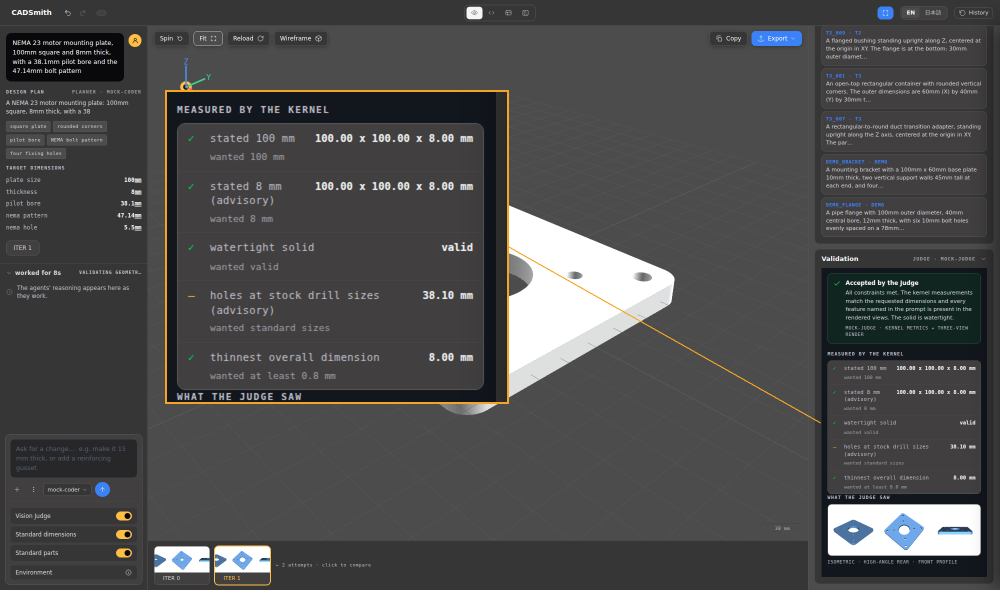 CADSmith
EN
日本語
History
NEMA 23 motor mounting plate,
100mm square and 8mm thick,
with a 38.1mm pilot bore and the
47.14mm bolt pattern
DESIGN PLAN
PLANNER · MOCK-CODER
A NEMA 23 motor mounting plate: 100mm
square, 8mm thick, with a 38
square plate
rounded corners
pilot bore
NEMA bolt pattern
four fixing holes
TARGET DIMENSIONS
plate size 100mm
thickness 8mm
pilot bore 38.1mm
nema pattern 47.14mm
nema hole 5.5mm
ITER 1
worked for 8s
VALIDATING GEOMETR…
The agents' reasoning appears here as
they work.
Ask for a change… e.g. make it 15
mm thick, or add a reinforcing
gusset
mock-coder
Vision Judge
Standard dimensions
Standard parts
Environment
Spin
Fit
Reload
Wireframe
Copy
Export
Z
Y
MEASURED BY THE KERNEL
✓ stated 100 mm 100.00 x 100.00 x 8.00 mm
wanted 100 mm
✓ stated 8 mm 100.00 x 100.00 x 8.00 mm
(advisory)
wanted 8 mm
✓ watertight solid valid
wanted valid
– holes at stock drill sizes 38.10 mm
(advisory)
wanted standard sizes
✓ thinnest overall dimension 8.00 mm
wanted at least 0.8 mm
WHAT THE JUDGE SAW
30 mm
ITER 0
ITER 1
← 2 attempts · click to compare
T2_009 · T2
A flanged bushing standing upright along Z, centered at
the origin in XY. The flange is at the bottom: 30mm
outer diamet…
T3_001 · T3
An open-top rectangular container with rounded vertical
corners. The outer dimensions are 60mm (X) by 40mm
(Y) by 30mm t…
T3_007 · T3
A rectangular-to-round duct transition adapter, standing
upright along the Z axis, centered at the origin in XY.
The par…
DEMO_BRACKET · DEMO
A mounting bracket with a 100mm x 60mm base plate
10mm thick, two vertical support walls 45mm tall at
each end, and four…
DEMO_FLANGE · DEMO
A pipe flange with 100mm outer diameter, 40mm
central bore, 12mm thick, with six 10mm bolt holes
evenly spaced on a 78mm…
Validation
JUDGE · MOCK-JUDGE
Accepted by the Judge
All constraints met. The kernel measurements
match the requested dimensions and every
feature named in the prompt is present in the
rendered views. The solid is watertight.
MOCK-JUDGE · KERNEL METRICS + THREE-VIEW
RENDER
MEASURED BY THE KERNEL
✓ stated 100 mm 100.00 x 100.00 x 8.00 mm
wanted 100 mm
✓ stated 8 mm 100.00 x 100.00 x 8.00 mm
(advisory)
wanted 8 mm
✓ watertight solid valid
wanted valid
– holes at stock drill sizes 38.10 mm
(advisory)
wanted standard sizes
✓ thinnest overall dimension 8.00 mm
wanted at least 0.8 mm
WHAT THE JUDGE SAW
ISOMETRIC · HIGH-ANGLE REAR · FRONT PROFILE